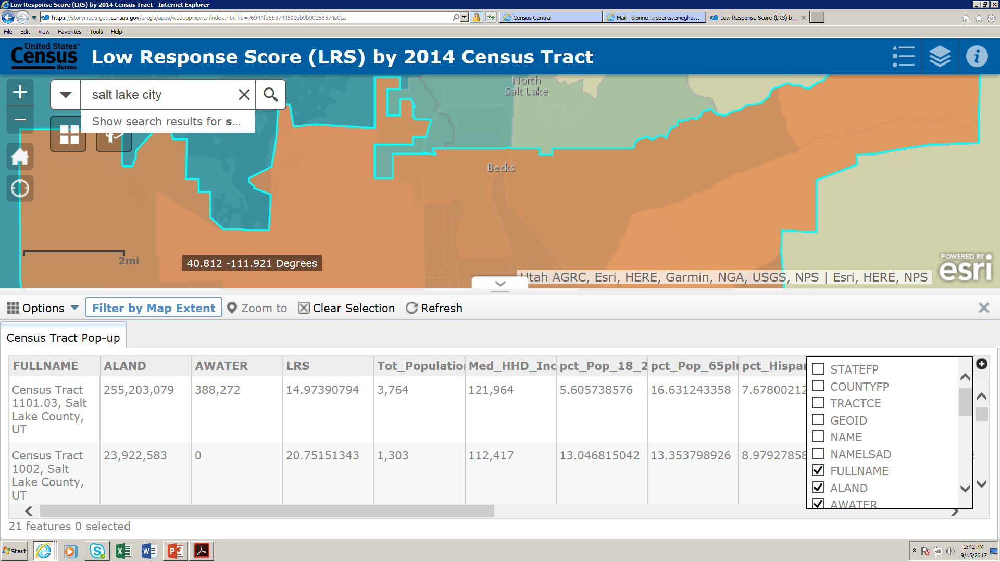 Low Response Score (LRS) by 2014 Census Tract - Internet Explorer
https://storymaps.geo.census.gov/arcgis/apps/webappviewer/index.html?id=76944f3553744500bb9b90288574e0ca
Census Central
Mail - dionne.l.roberts.emegha...
Low Response Score (LRS) b...
File Edit View Favorites Tools Help
United States
Census
Bureau
Low Response Score (LRS) by 2014 Census Tract
salt lake city
Show search results for s...
North
Salt Lake
Becks
2mi
40.812 -111.921 Degrees
Utah AGRC, Esri, HERE, Garmin, NGA, USGS, NPS | Esri, HERE, NPS
POWERED BY
esri
Options Filter by Map Extent Zoom to Clear Selection Refresh
Census Tract Pop-up
FULLNAME ALAND AWATER LRS Tot_Population Med_HHD_Inc pct_Pop_18_2 pct_Pop_65plu pct_Hispan
Census Tract 1101.03, Salt Lake County, UT 255,203,079 388,272 14.97390794 3,764 121,964 5.605738576 16.631243358 7.67800212
Census Tract 1002, Salt Lake County, UT 23,922,583 0 20.75151343 1,303 112,417 13.046815042 13.353798926 8.97927858
STATEFP
COUNTYFP
TRACTCE
GEOID
NAME
NAMELSAD
FULLNAME
ALAND
AWATER
21 features 0 selected
Start
2:42 PM
9/15/2017